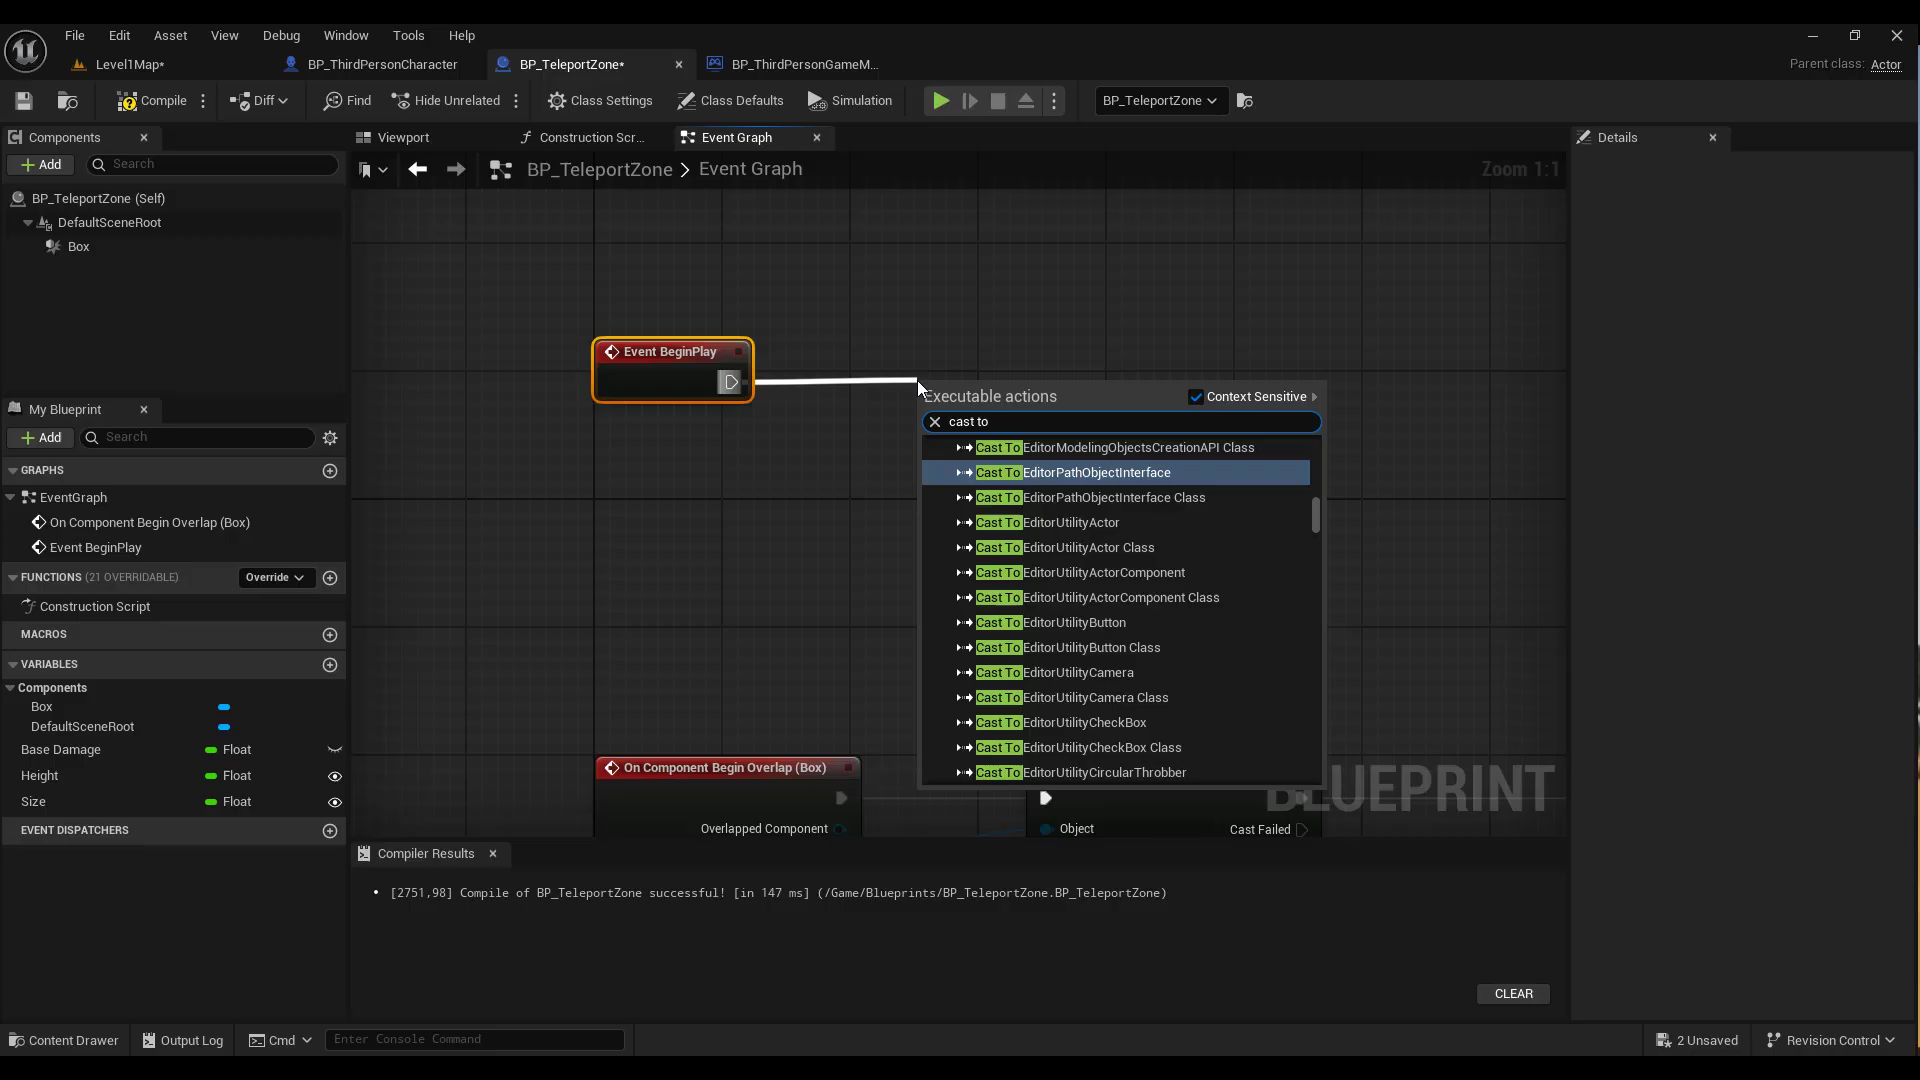 File Edit Asset View Debug Window Tools Help
Level1Map* BP_ThirdPersonCharacter BP_TeleportZone* BP_ThirdPersonGameM... Parent class: Actor
Compile Diff Find Hide Unrelated Class Settings Class Defaults Simulation BP_TeleportZone
Components Viewport Construction Scr... Event Graph Details
Add Search
BP_TeleportZone > Event Graph Zoom 1:1
BP_TeleportZone (Self)
DefaultSceneRoot
Box
Event BeginPlay
Executable actions Context Sensitive
cast to
Cast To EditorModelingObjectsCreationAPI Class
Cast To EditorPathObjectInterface
Cast To EditorPathObjectInterface Class
Cast To EditorUtilityActor
Cast To EditorUtilityActor Class
Cast To EditorUtilityActorComponent
Cast To EditorUtilityActorComponent Class
Cast To EditorUtilityButton
Cast To EditorUtilityButton Class
Cast To EditorUtilityCamera
Cast To EditorUtilityCamera Class
Cast To EditorUtilityCheckBox
Cast To EditorUtilityCheckBox Class
Cast To EditorUtilityCircularThrobber
My Blueprint
Add Search
GRAPHS
EventGraph
On Component Begin Overlap (Box)
Event BeginPlay
FUNCTIONS (21 OVERRIDABLE) Override
Construction Script
MACROS
VARIABLES
Components
Box
DefaultSceneRoot
Base Damage Float
Height Float
Size Float
EVENT DISPATCHERS
On Component Begin Overlap (Box)
Overlapped Component
Object Cast Failed
BLUEPRINT
Compiler Results
[2751,98] Compile of BP_TeleportZone successful! [in 147 ms] (/Game/Blueprints/BP_TeleportZone.BP_TeleportZone)
CLEAR
Content Drawer Output Log Cmd Enter Console Command 2 Unsaved Revision Control